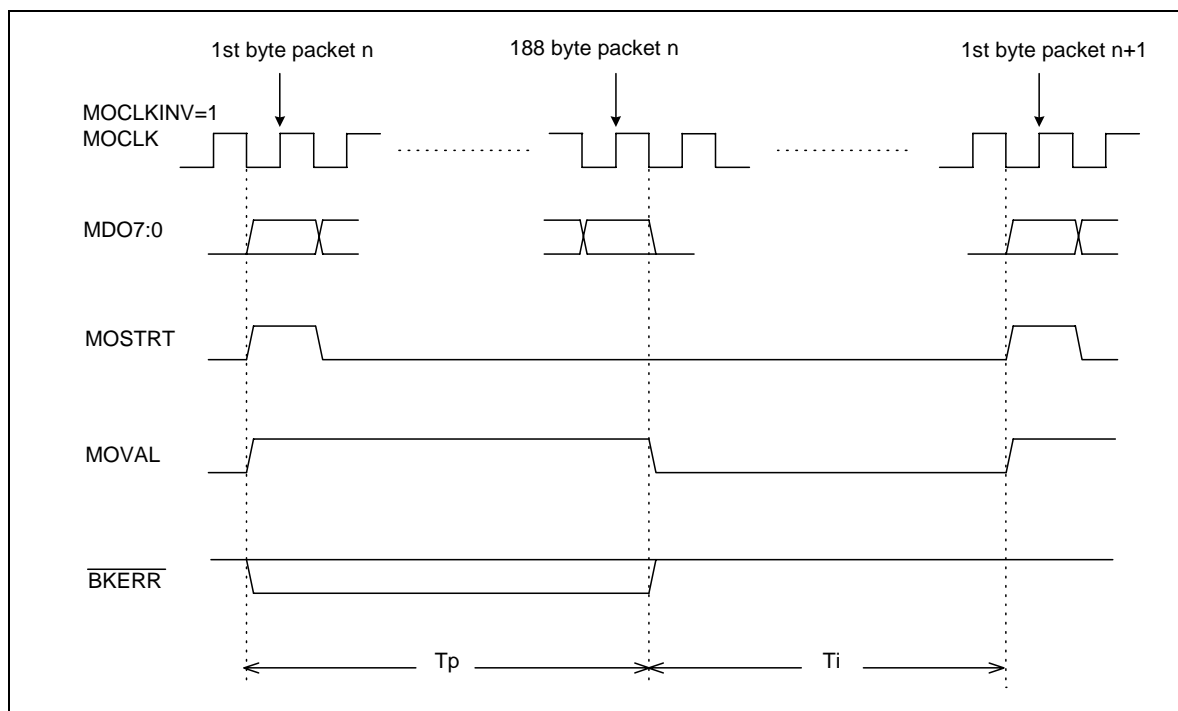 1st byte packet n
188 byte packet n
1st byte packet n+1
MOCLKINV=1
MOCLK
MDO7:0
MOSTRT
MOVAL
BKERR
Tp
Ti